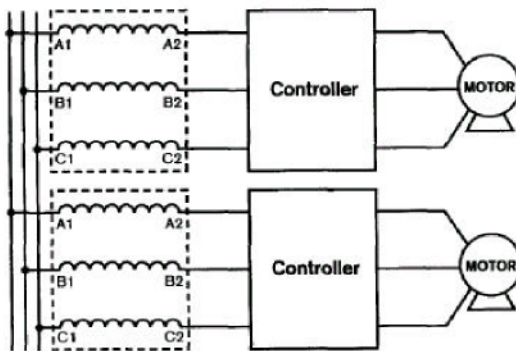 A1 A2
B1 B2
C1 C2
Controller
MOTOR
A1 A2
B1 B2
C1 C2
Controller
MOTOR